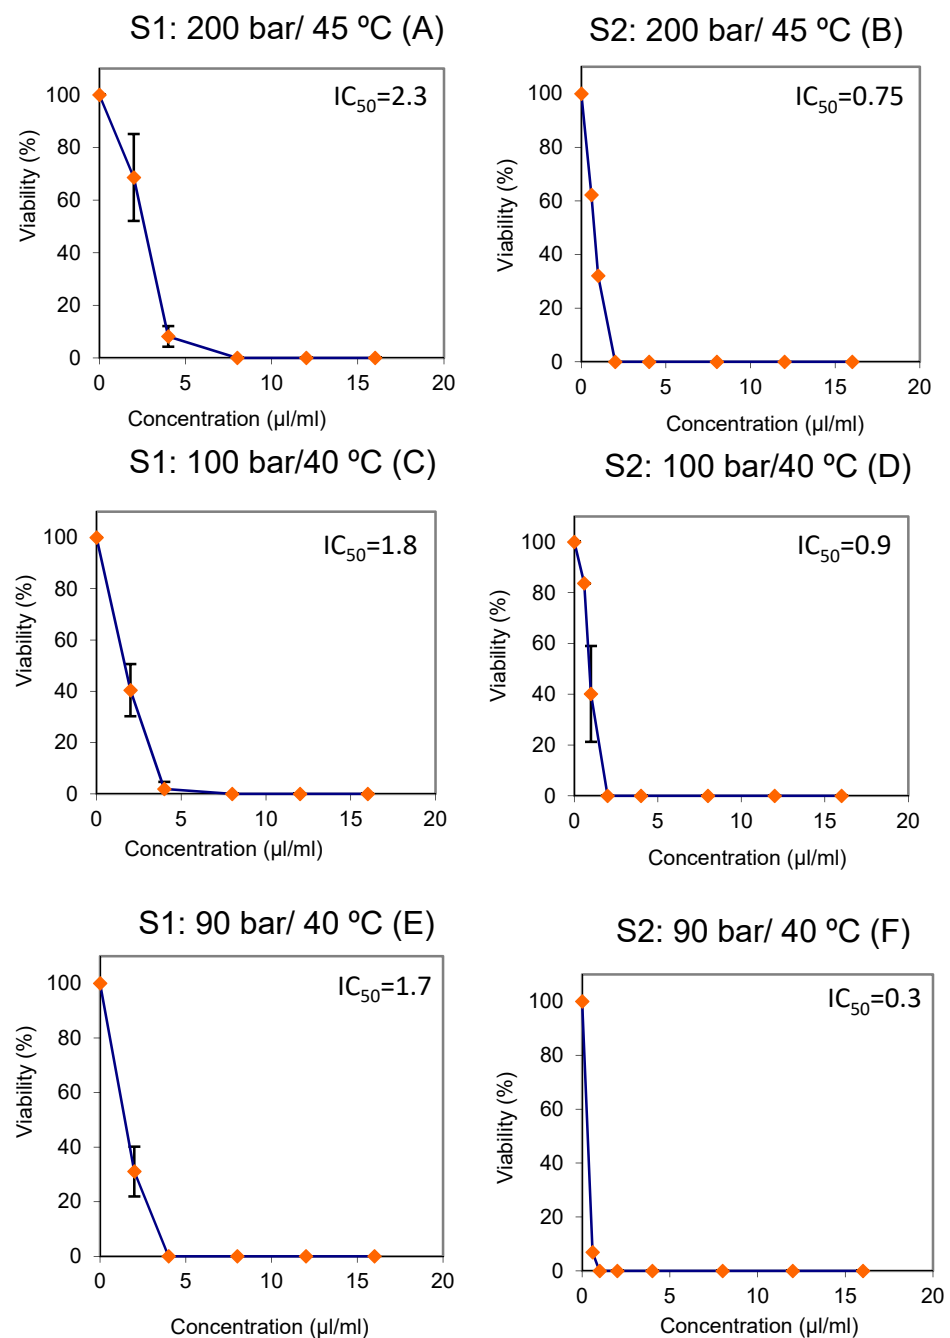 S1: 200 bar/ 45 ºC (A)
IC50=2.3
Viability (%)
100
80
60
40
20
0
0 5 10 15 20
Concentration (µl/ml)
S2: 200 bar/ 45 ºC (B)
IC50=0.75
Viability (%)
100
80
60
40
20
0
0 5 10 15 20
Concentration (µl/ml)
S1: 100 bar/40 ºC (C)
IC50=1.8
Viability (%)
100
80
60
40
20
0
0 5 10 15 20
Concentration (µl/ml)
S2: 100 bar/40 ºC (D)
IC50=0.9
Viability (%)
100
80
60
40
20
0
0 5 10 15 20
Concentration (µl/ml)
S1: 90 bar/ 40 ºC (E)
IC50=1.7
Viability (%)
100
80
60
40
20
0
0 5 10 15 20
Concentration (µl/ml)
S2: 90 bar/ 40 ºC (F)
IC50=0.3
Viability (%)
100
80
60
40
20
0
0 5 10 15 20
Concentration (µl/ml)